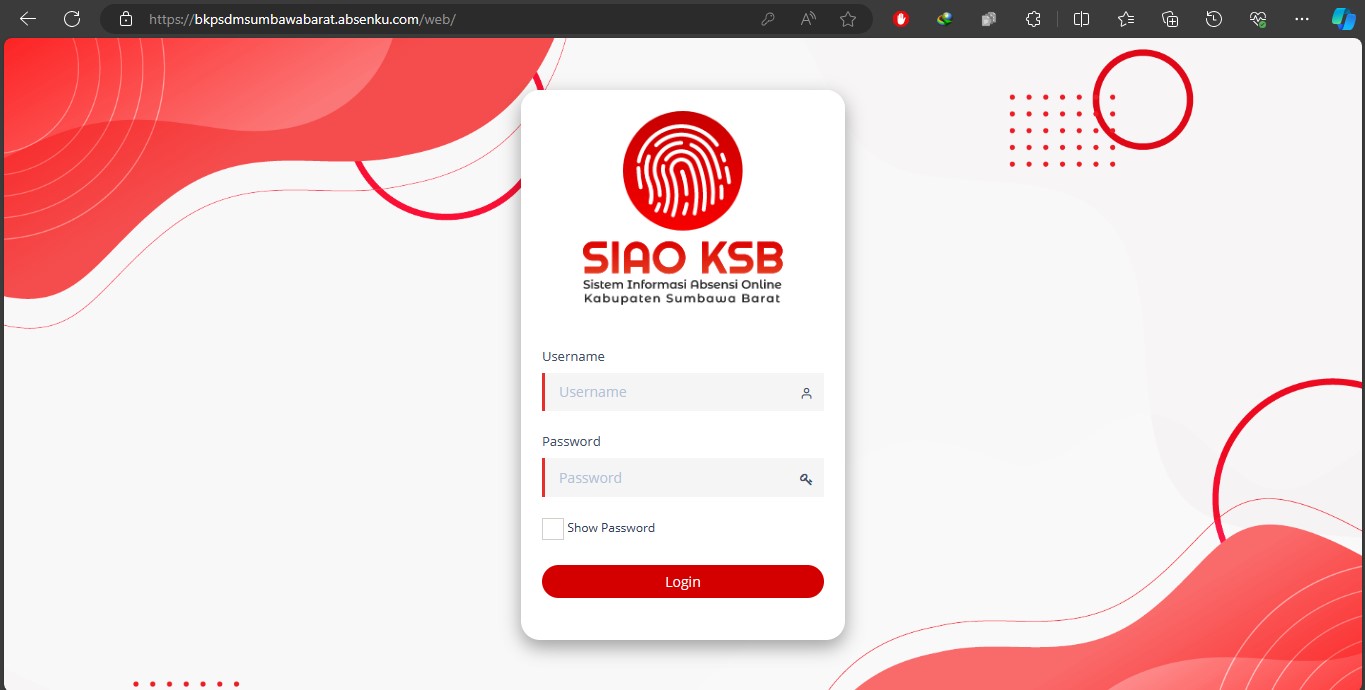 https://bkpsdmsumbawabarat.absenku.com/web/
SIAO KSB
Sistem Informasi Absensi Online
Kabupaten Sumbawa Barat
Username
Username
Password
Password
Show Password
Login